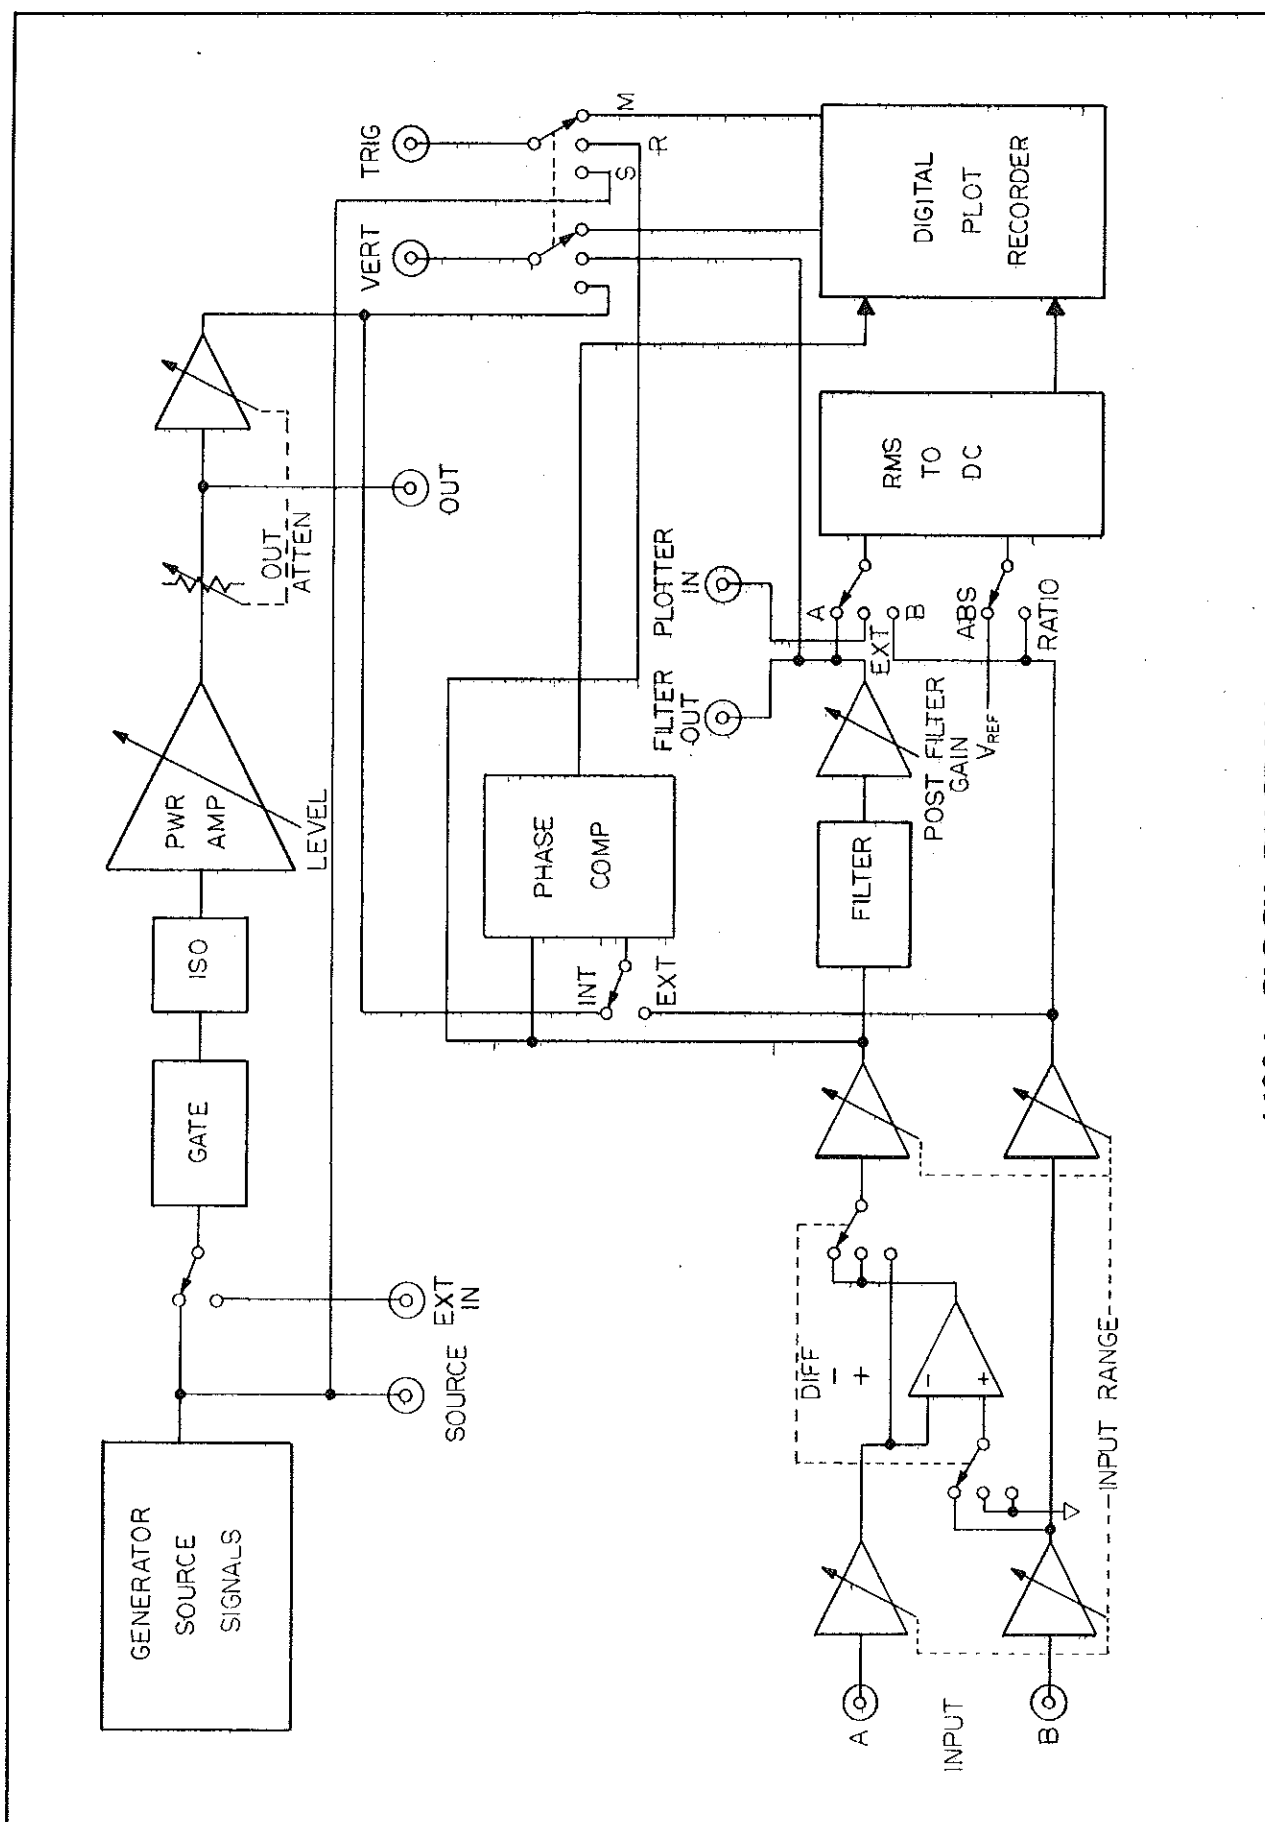 GENERATOR
SOURCE
SIGNALS
SOURCE
EXT
IN
GATE
ISO
PWR
AMP
LEVEL
OUT
ATTEN
OUT
VERT
TRIG
S
R
M
INT
EXT
PHASE
COMP
FILTER
OUT
PLOTTER
IN
A
INPUT
B
DIFF
-
+
-
+
INPUT RANGE
FILTER
POST FILTER
GAIN
VREF
A
EXT
B
ABS
RATIO
RMS
TO
DC
DIGITAL
PLOT
RECORDER